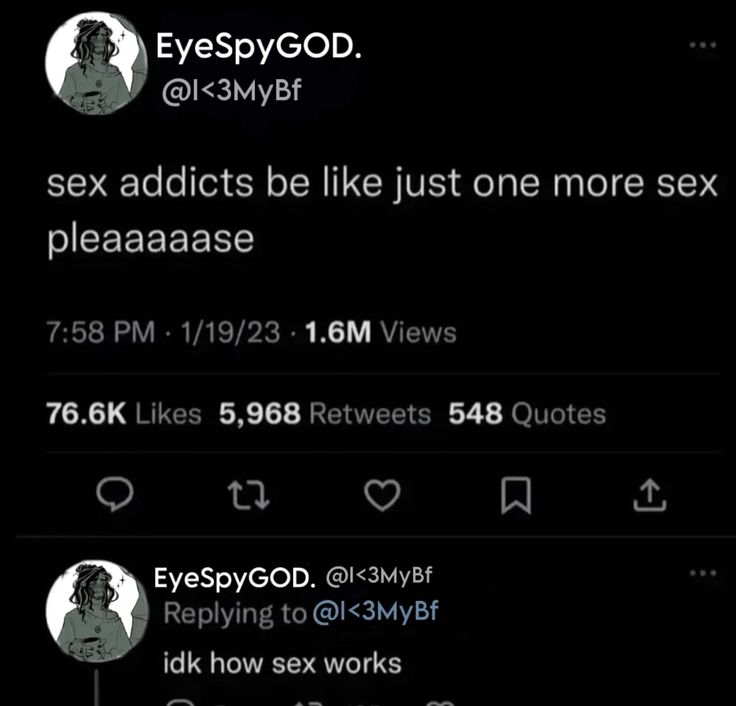 EyeSpyGOD.
@I<3MyBf
sex addicts be like just one more sex
pleaaaaase
7:58 PM · 1/19/23 · 1.6M Views
76.6K Likes 5,968 Retweets 548 Quotes
EyeSpyGOD. @I<3MyBf
Replying to @I<3MyBf
idk how sex works